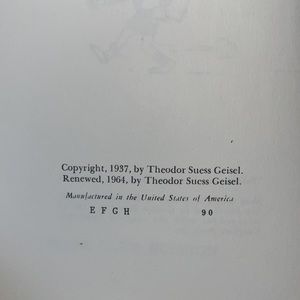 Copyright, 1937, by Theodor Suess Geisel.
Renewed, 1964, by Theodor Suess Geisel.
Manufactured in the United States of America
E F G H 90